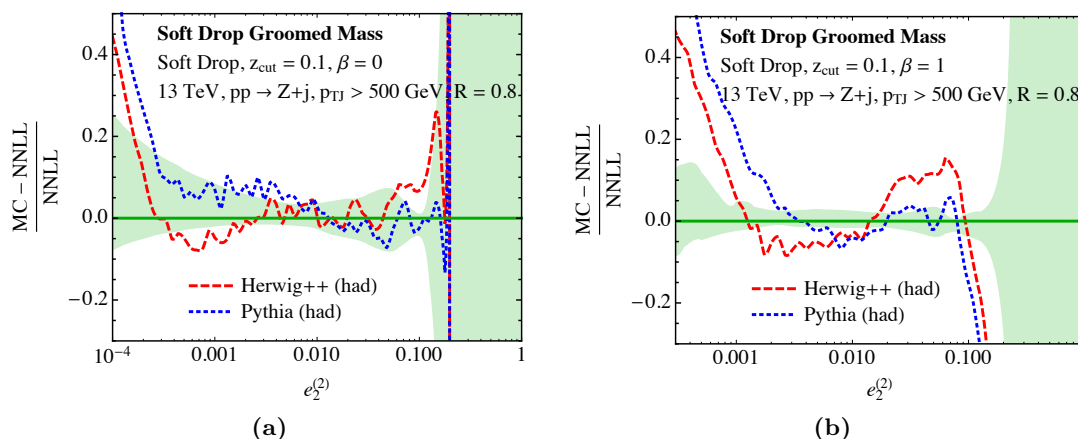 Soft Drop Groomed Mass
Soft Drop, z_cut = 0.1, β = 0
13 TeV, pp → Z+j, p_TJ > 500 GeV, R = 0.8
MC − NNLL
NNLL
0.4
0.2
0.0
−0.2
Herwig++ (had)
Pythia (had)
10^−4
0.001
0.010
0.100
1
e_2^(2)
(a)
Soft Drop Groomed Mass
Soft Drop, z_cut = 0.1, β = 1
13 TeV, pp → Z+j, p_TJ > 500 GeV, R = 0.8
MC − NNLL
NNLL
0.4
0.2
0.0
−0.2
Herwig++ (had)
Pythia (had)
0.001
0.010
0.100
e_2^(2)
(b)